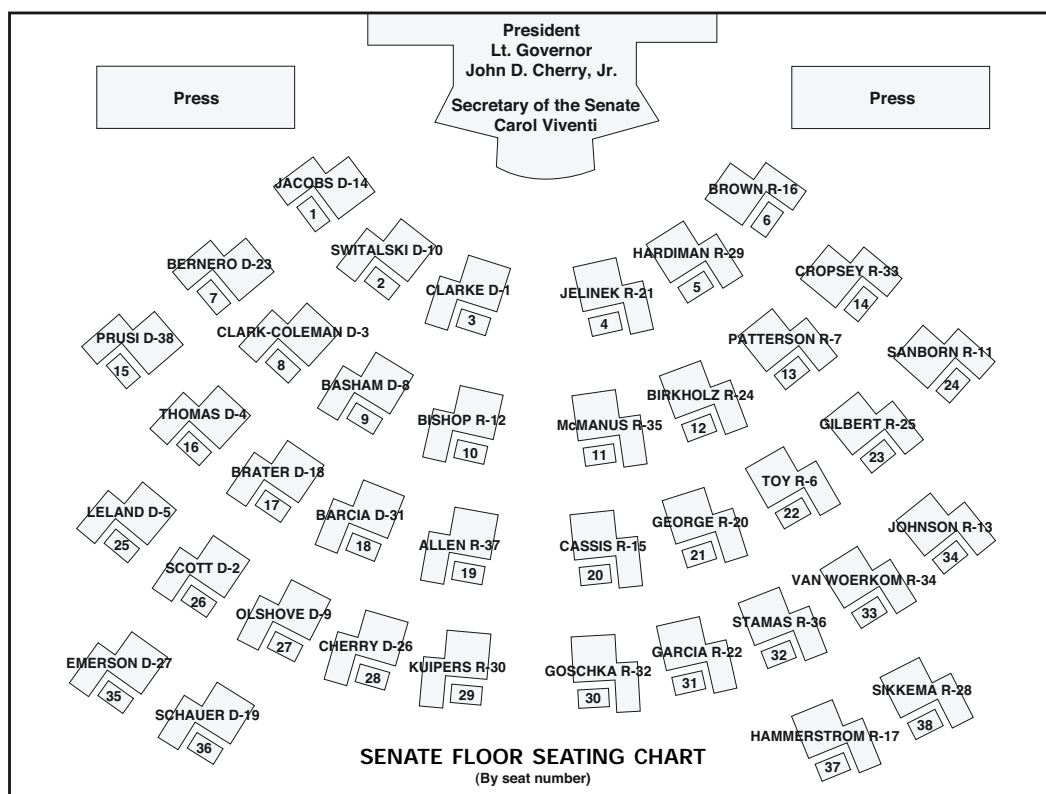 President
Lt. Governor
John D. Cherry, Jr.
Secretary of the Senate
Carol Viventi
Press
Press
JACOBS D-14
1
SWITALSKI D-10
2
CLARKE D-1
3
JELINEK R-21
4
HARDIMAN R-29
5
BROWN R-16
6
BERNERO D-23
7
CLARK-COLEMAN D-3
8
BASHAM D-8
9
BISHOP R-12
10
McMANUS R-35
11
BIRKHOLZ R-24
12
PATTERSON R-7
13
CROPSEY R-33
14
PRUSI D-38
15
THOMAS D-4
16
BRATER D-18
17
BARCIA D-31
18
ALLEN R-37
19
CASSIS R-15
20
GEORGE R-20
21
TOY R-6
22
GILBERT R-25
23
SANBORN R-11
24
LELAND D-5
25
SCOTT D-2
26
OLSHOVE D-9
27
CHERRY D-26
28
KUIPERS R-30
29
GOSCHKA R-32
30
GARCIA R-22
31
STAMAS R-36
32
VAN WOERKOM R-34
33
JOHNSON R-13
34
EMERSON D-27
35
SCHAUER D-19
36
HAMMERSTROM R-17
37
SIKKEMA R-28
38
SENATE FLOOR SEATING CHART
(By seat number)